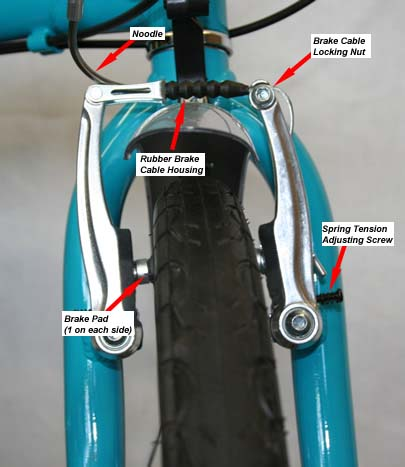 Noodle
Brake Cable
Locking Nut
Rubber Brake
Cable Housing
Spring Tension
Adjusting Screw
Brake Pad
(1 on each side)